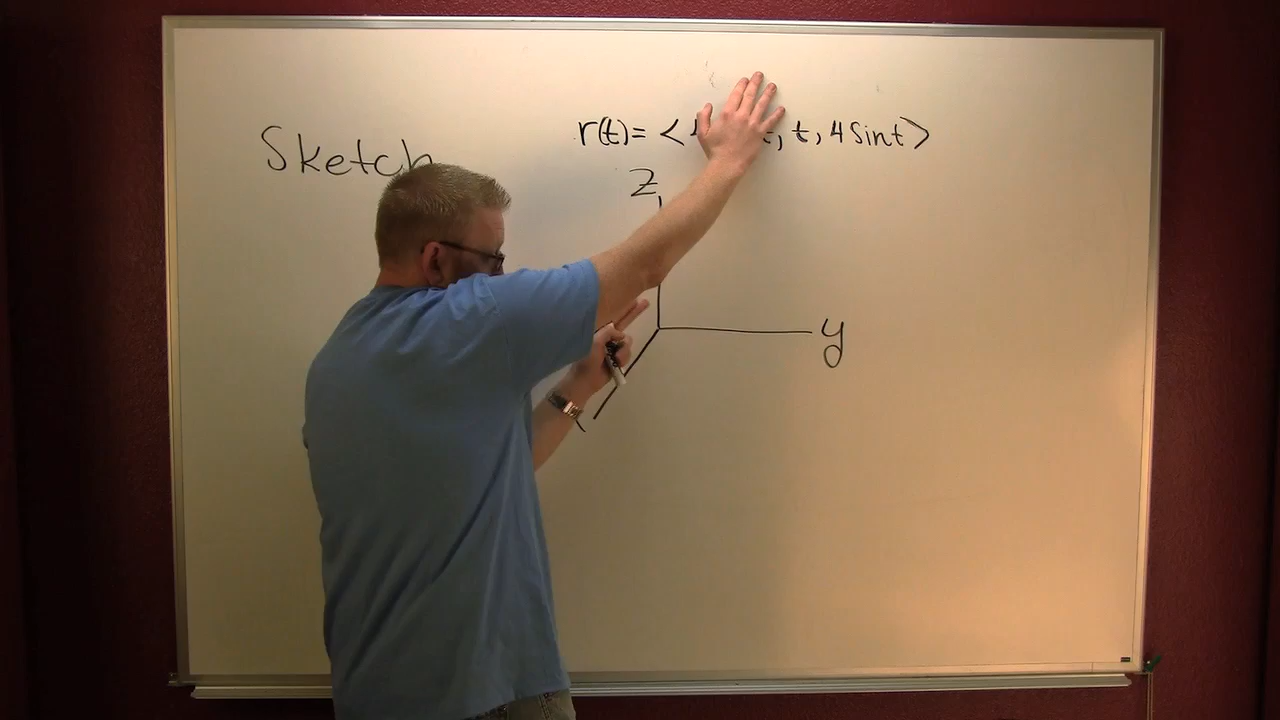 Sketch
r(t)= < t, t, 4 Sint>
z
y